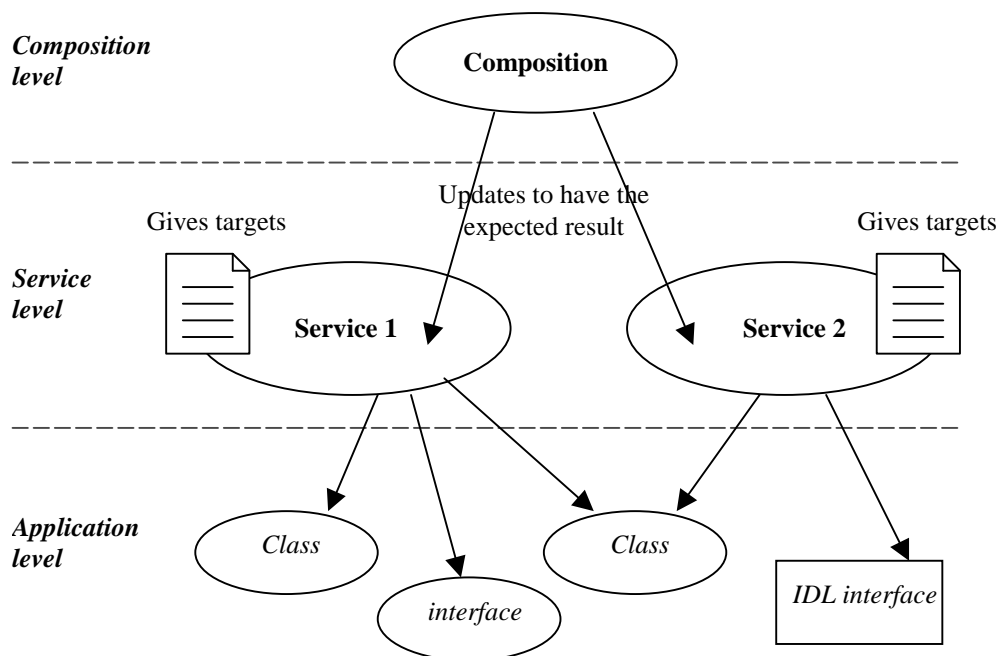 Composition
level
Composition
Updates to have the
expected result
Gives targets
Gives targets
Service
level
Service 1
Service 2
Application
level
Class
interface
Class
IDL interface